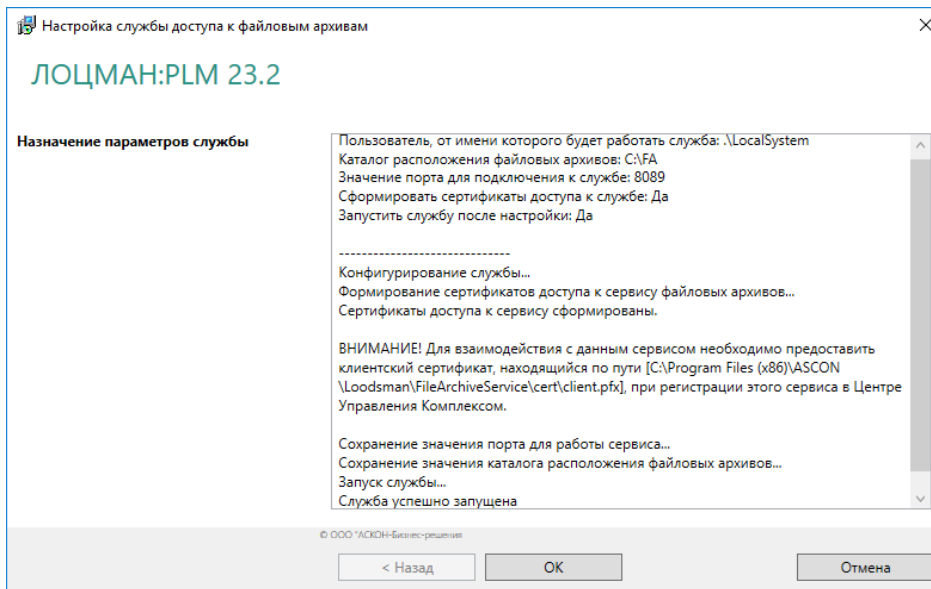 Настройка службы доступа к файловым архивам
ЛОЦМАН:PLM 23.2
Назначение параметров службы
Пользователь, от имени которого будет работать служба: .\LocalSystem
Каталог расположения файловых архивов: C:\FA
Значение порта для подключения к службе: 8089
Сформировать сертификаты доступа к службе: Да
Запустить службу после настройки: Да
------------------------------
Конфигурирование службы...
Формирование сертификатов доступа к сервису файловых архивов...
Сертификаты доступа к сервису сформированы.
ВНИМАНИЕ! Для взаимодействия с данным сервисом необходимо предоставить
клиентский сертификат, находящийся по пути [C:\Program Files (x86)\ASCON
\Loodsman\FileArchiveService\cert\client.pfx], при регистрации этого сервиса в Центре
Управления Комплексом.
Сохранение значения порта для работы сервиса...
Сохранение значения каталога расположения файловых архивов...
Запуск службы...
Служба успешно запущена
© ООО "АСКОН-Бизнес-решения
< Назад
ОК
Отмена